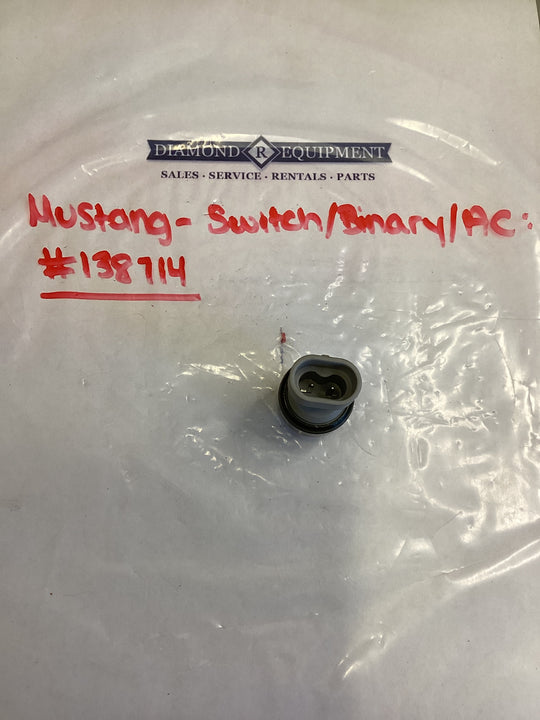 DIAMOND R EQUIPMENT
SALES · SERVICE · RENTALS · PARTS
Mustang - Switch/Binary/AC:
#138714